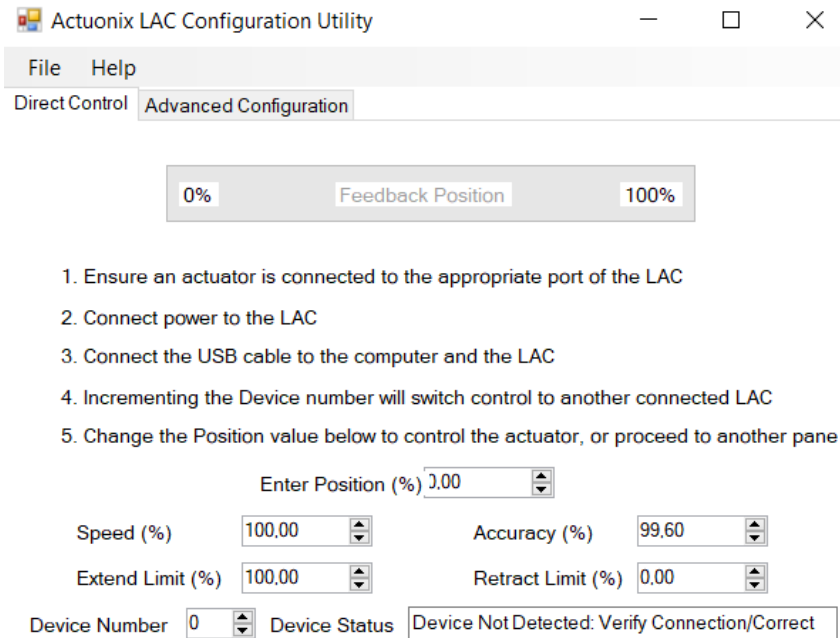 Actuonix LAC Configuration Utility
File Help
Direct Control Advanced Configuration
0% Feedback Position 100%
1. Ensure an actuator is connected to the appropriate port of the LAC
2. Connect power to the LAC
3. Connect the USB cable to the computer and the LAC
4. Incrementing the Device number will switch control to another connected LAC
5. Change the Position value below to control the actuator, or proceed to another pane
Enter Position (%) 0,00
Speed (%) 100,00 Accuracy (%) 99,60
Extend Limit (%) 100,00 Retract Limit (%) 0,00
Device Number 0 Device Status Device Not Detected: Verify Connection/Correct